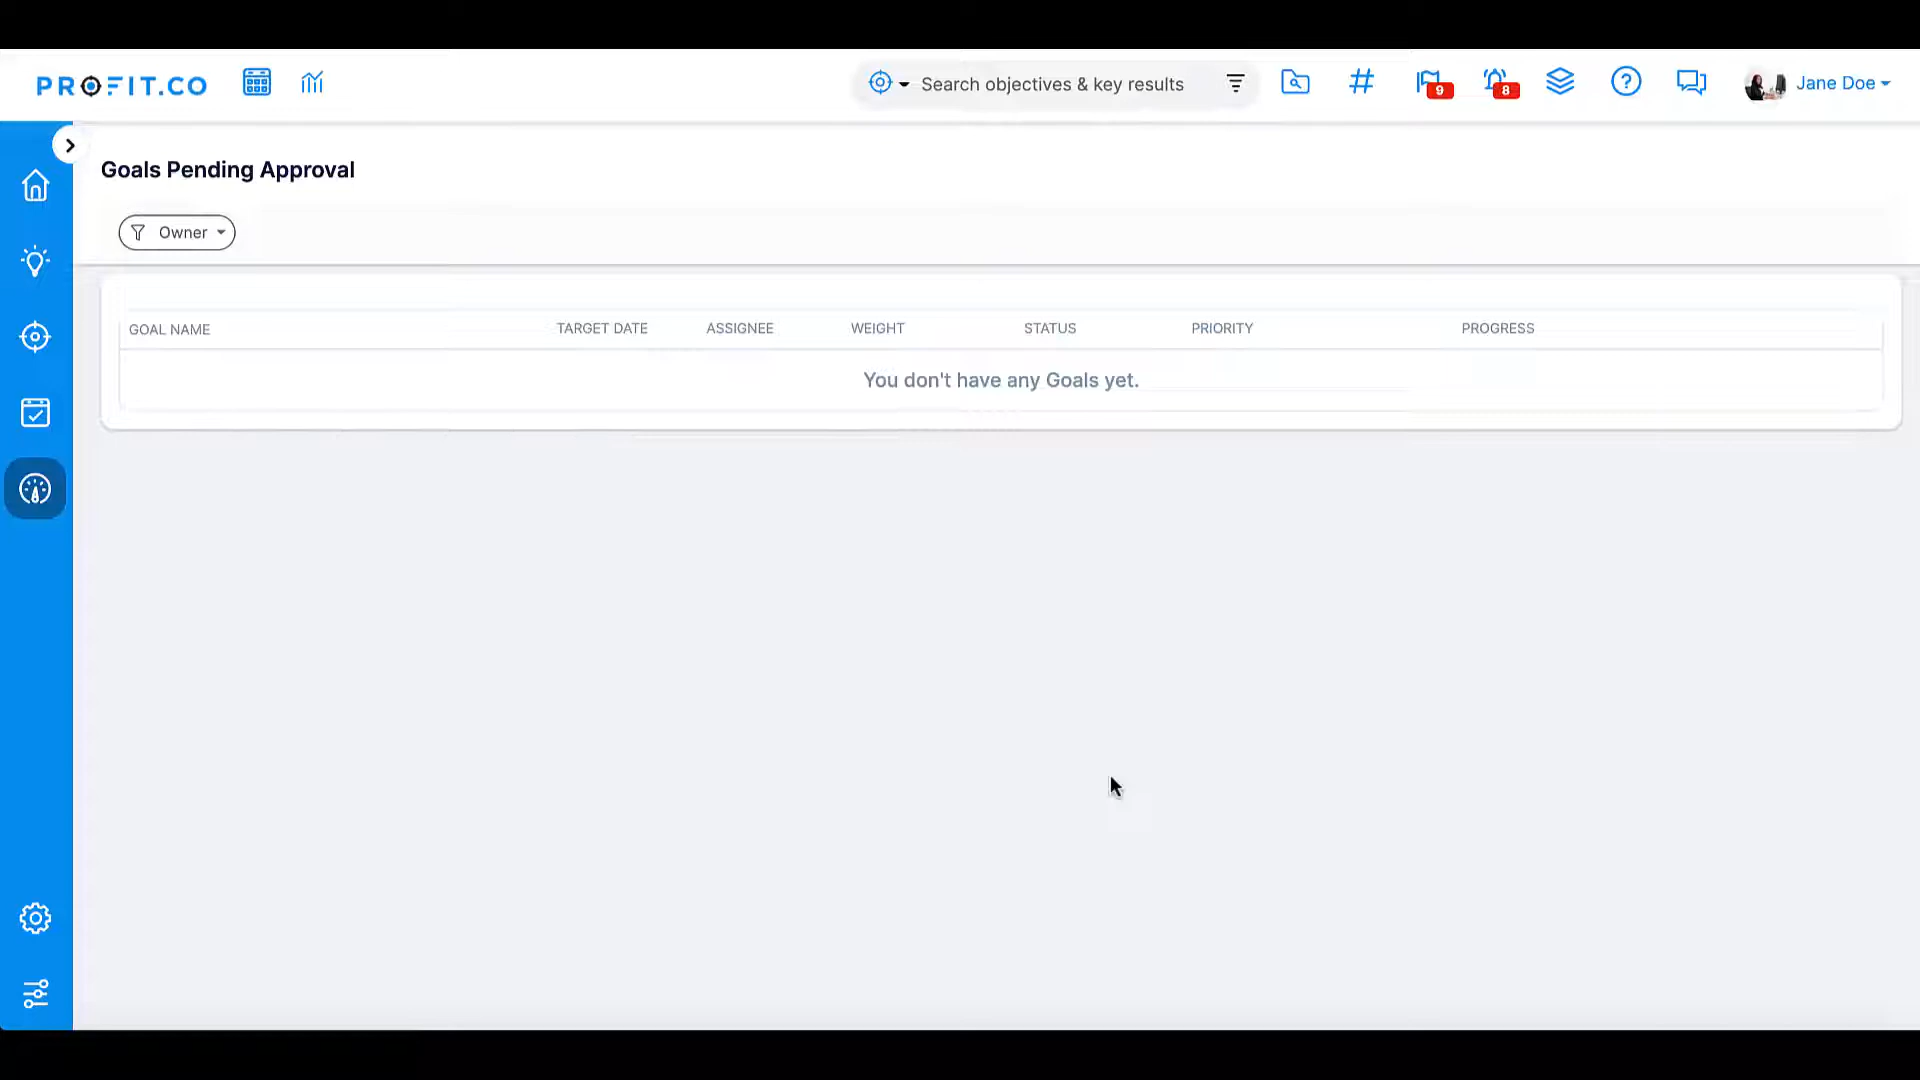 PROFIT.CO
Search objectives & key results
9
8
Jane Doe
Goals Pending Approval
Owner
GOAL NAME TARGET DATE ASSIGNEE WEIGHT STATUS PRIORITY PROGRESS
You don't have any Goals yet.